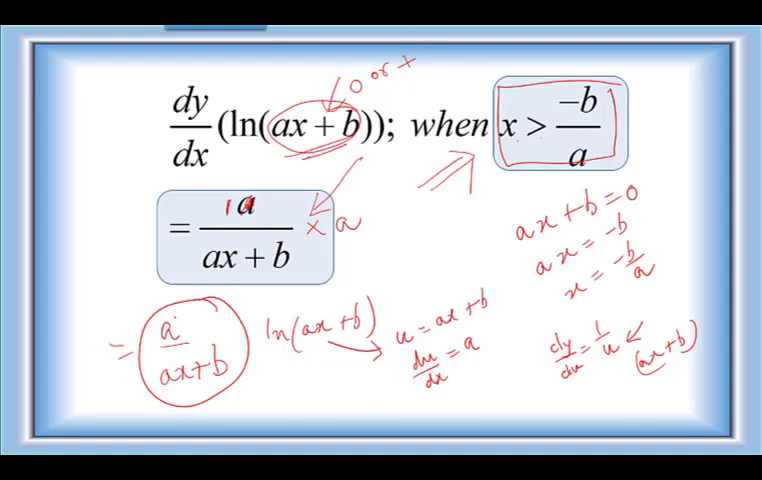 0 or +
dy/dx (ln(ax + b)); when x > -b/a
= a/(ax + b) × a
1
ax + b = 0
ax = -b
x = -b/a
= a/(ax+b)
ln(ax+b)
u = ax+b
du/dx = a
dy/du = 1/u
(ax+b)